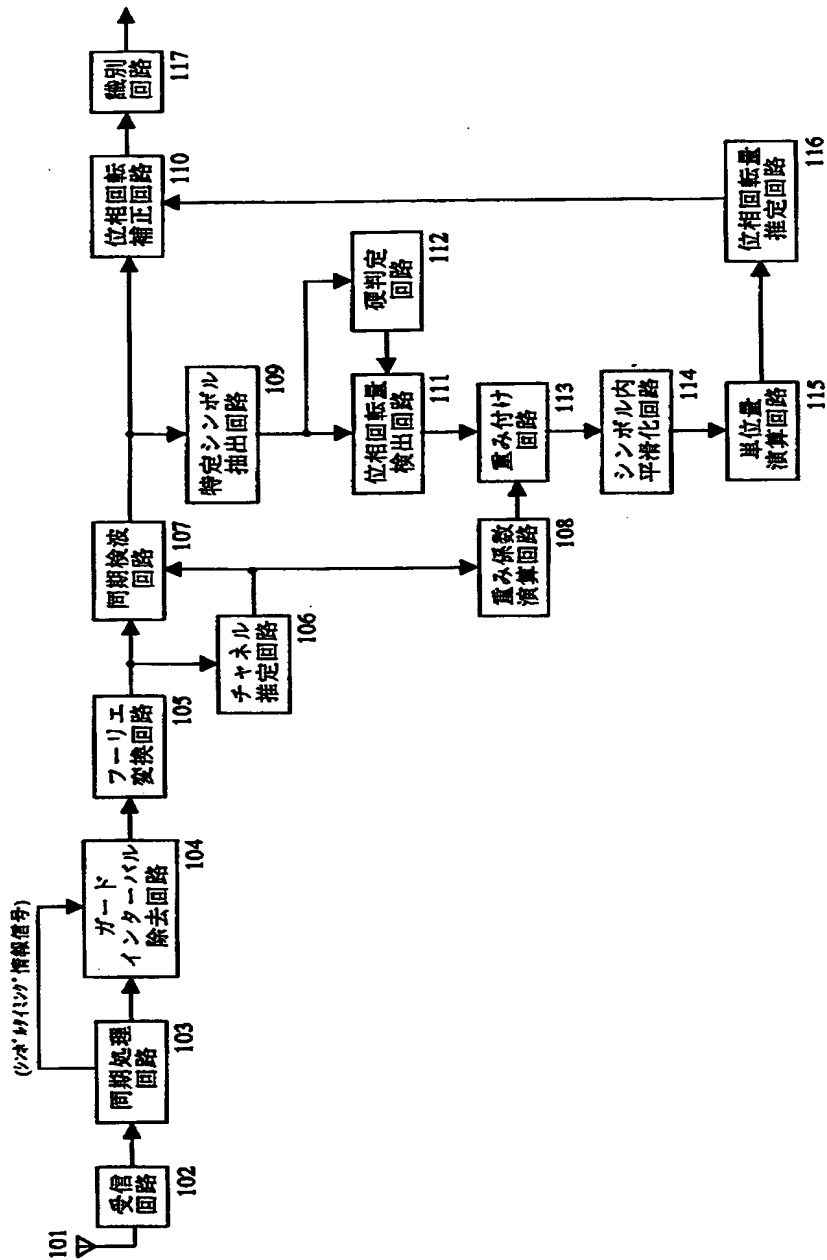 101
受信
回路
102
同期処理
回路
103
(シンボルタイミング情報信号)
ガード
インターバル
除去回路
104
フーリエ
変換回路
105
チャネル
推定回路
106
同期検波
回路
107
重み係数
演算回路
108
特定シンボル
抽出回路
109
位相回転
補正回路
110
位相回転量
検出回路
111
硬判定
回路
112
重み付け
回路
113
シンボル内
平滑化回路
114
単位量
演算回路
115
位相回転量
推定回路
116
識別
回路
117